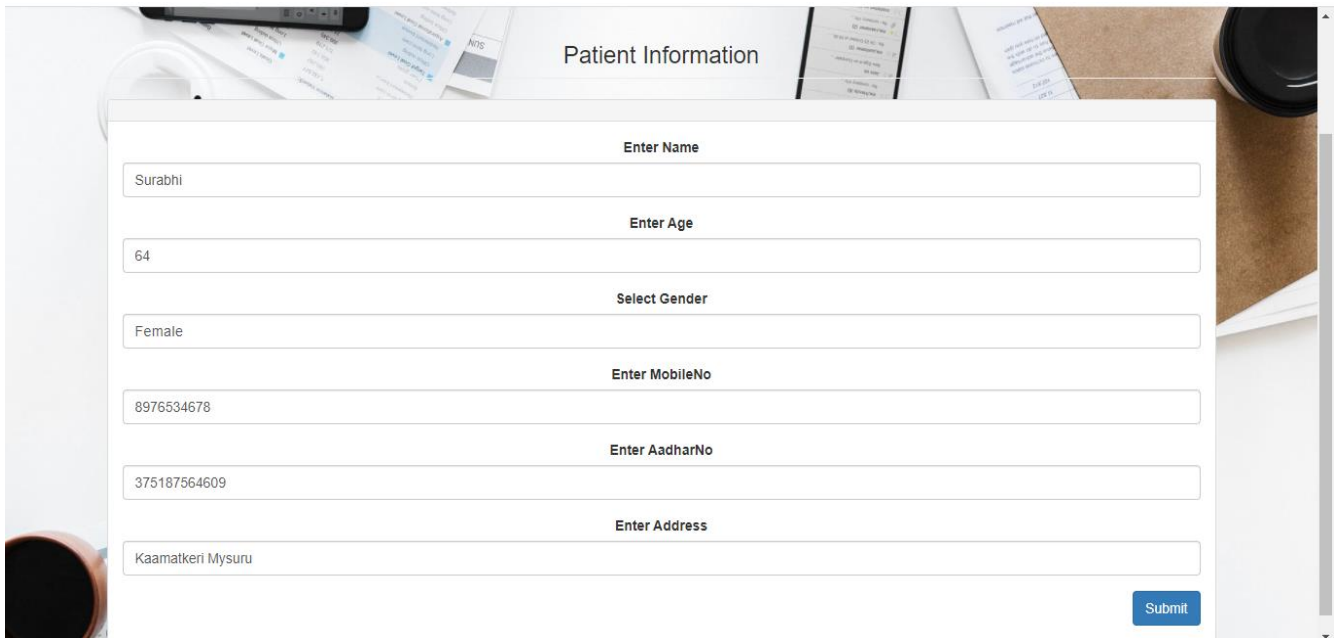 Patient Information
Enter Name
Surabhi
Enter Age
64
Select Gender
Female
Enter MobileNo
8976534678
Enter AadharNo
375187564609
Enter Address
Kaamatkeri Mysuru
Submit